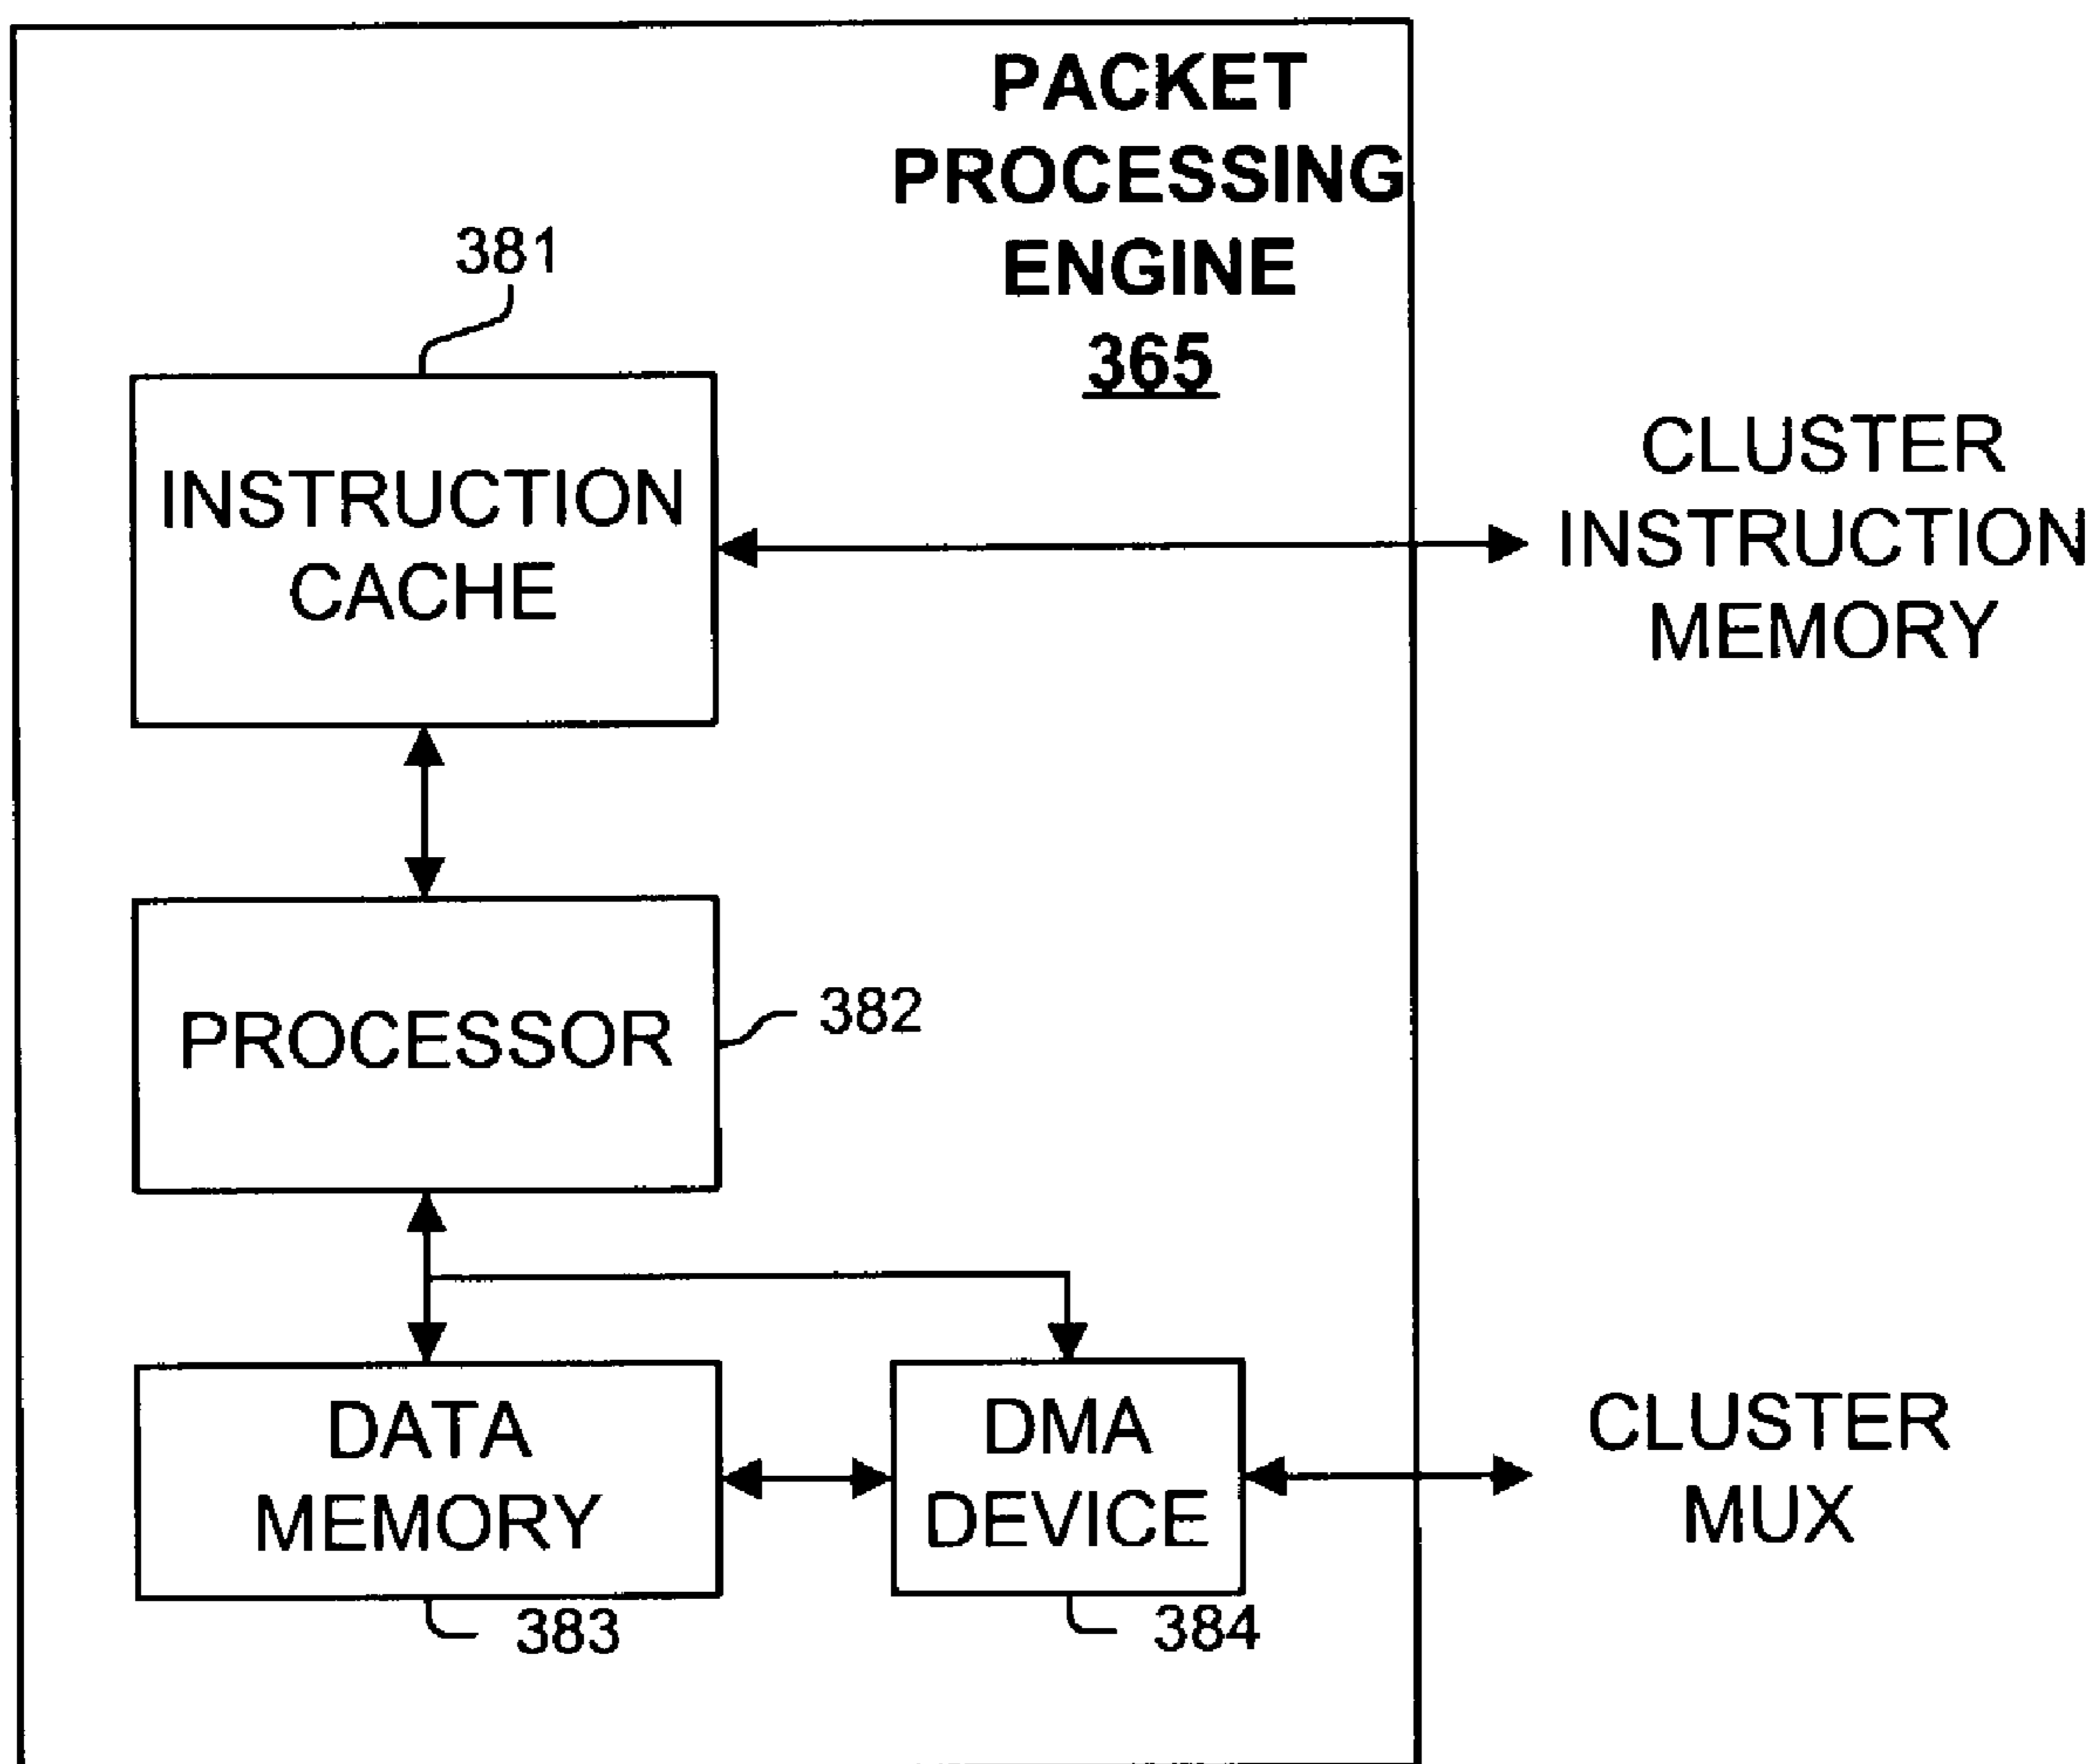 PACKET
PROCESSING
ENGINE
365
381
INSTRUCTION
CACHE
CLUSTER
INSTRUCTION
MEMORY
PROCESSOR
382
DATA
MEMORY
383
DMA
DEVICE
384
CLUSTER
MUX